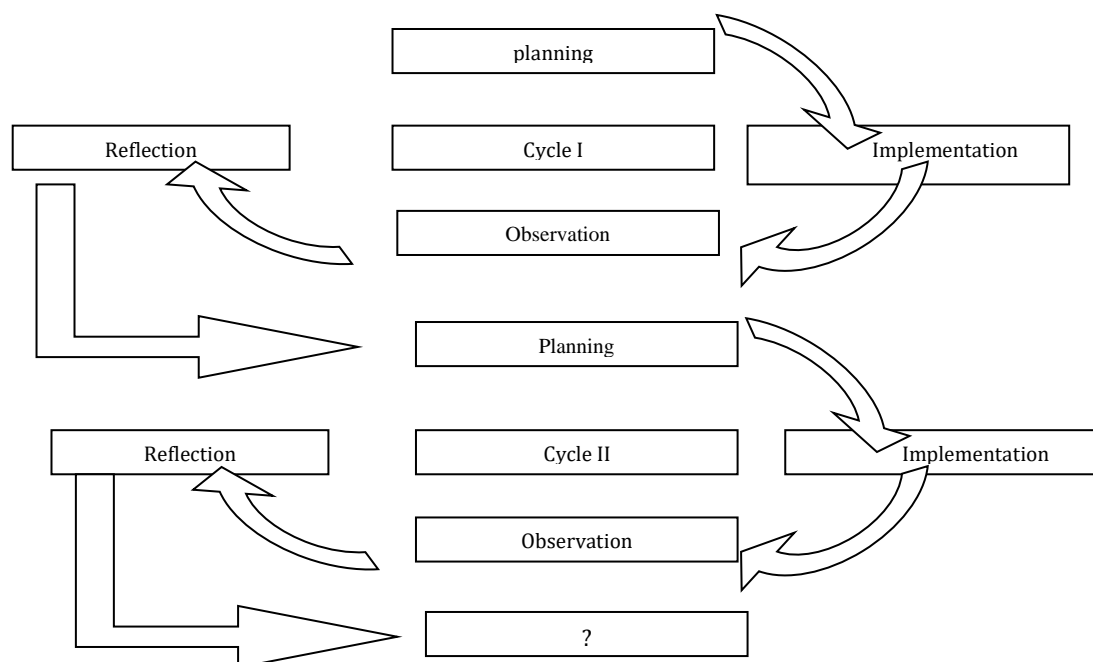 planning
Reflection
Cycle I
Implementation
Observation
Planning
Reflection
Cycle II
Implementation
Observation
?